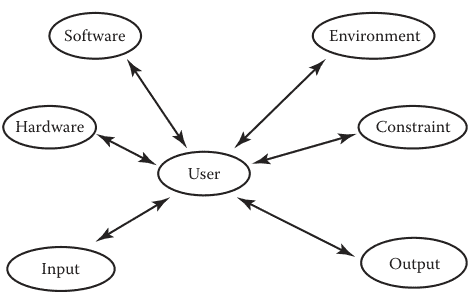 Software
Environment
Hardware
Constraint
User
Input
Output